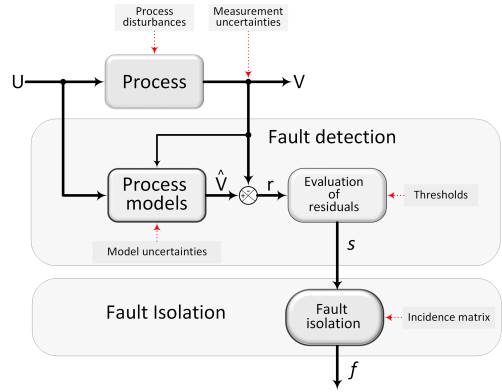 Process
disturbances
Measurement
uncertainties
U
Process
V
Fault detection
Process
models
V̂
r
Evaluation
of
residuals
Thresholds
Model uncertainties
s
Fault Isolation
Fault
isolation
Incidence matrix
f